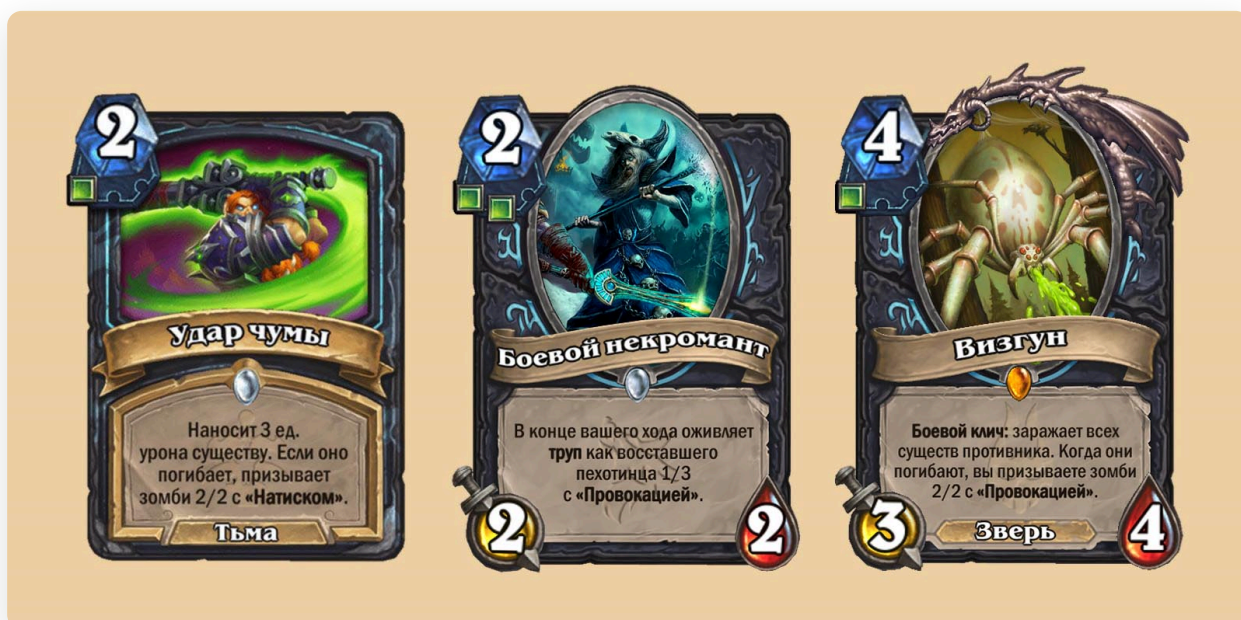 2
Удар чумы
Наносит 3 ед.
урона существу. Если оно
погибает, призывает
зомби 2/2 с «Натиском».
Тьма
2
Боевой некромант
В конце вашего хода оживляет
труп как восставшего
пехотинца 1/3
с «Провокацией».
2
2
4
Визгун
Боевой клич: заражает всех
существ противника. Когда они
погибают, вы призываете зомби
2/2 с «Провокацией».
3
Зверь
4